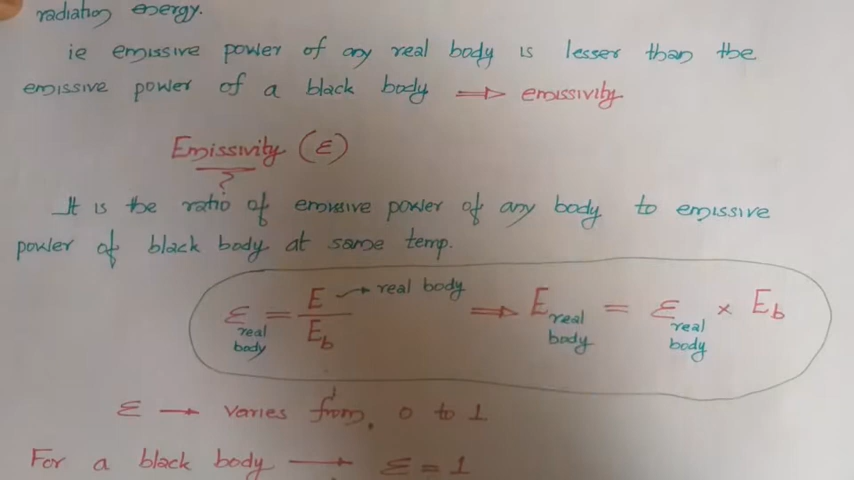 radiation energy.
ie emissive power of any real body is lesser than the
emissive power of a black body ⇒ emissivity
Emissivity (ε)
It is the ratio of emissive power of any body to emissive
power of black body at same temp.
ε real body = E / E_b → real body ⇒ E real body = ε real body × E_b
ε → varies from 0 to 1
For a black body → ε = 1